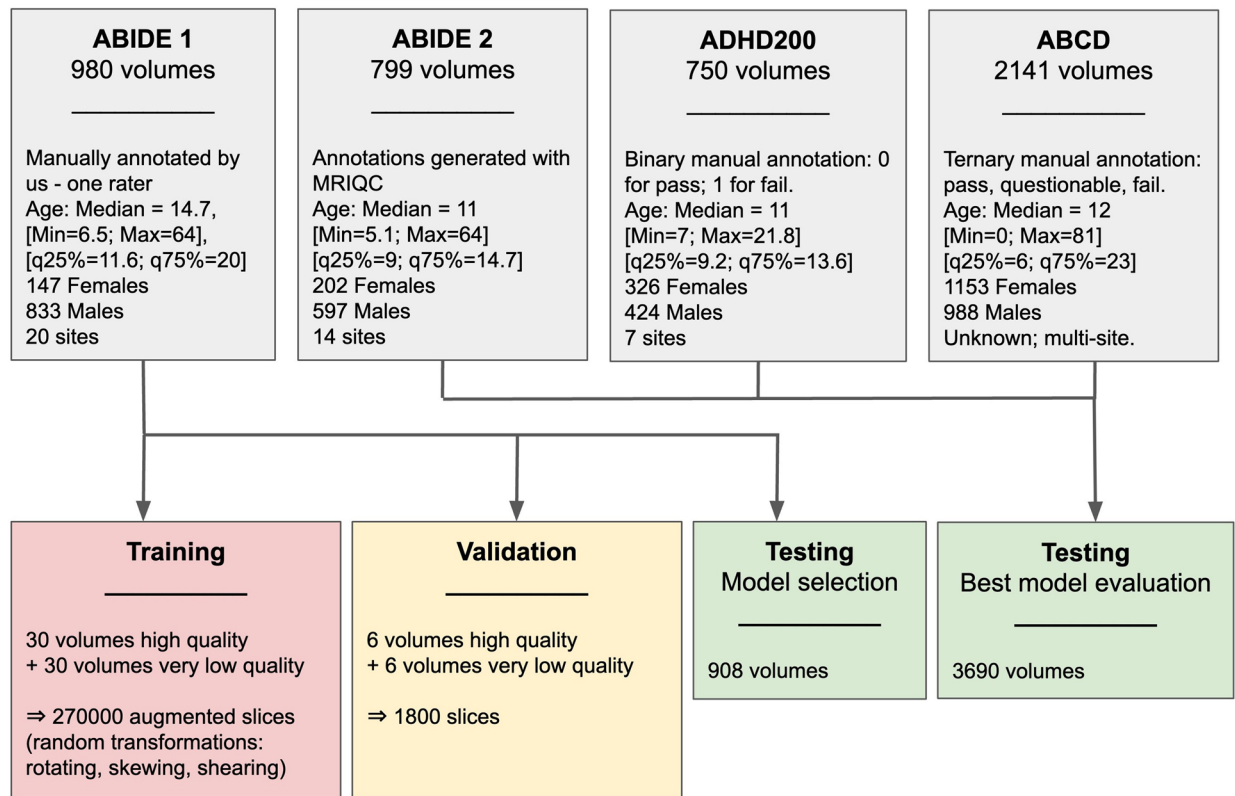 ABIDE 1
980 volumes
Manually annotated by
us - one rater
Age: Median = 14.7,
[Min=6.5; Max=64],
[q25%=11.6; q75%=20]
147 Females
833 Males
20 sites
ABIDE 2
799 volumes
Annotations generated with
MRIQC
Age: Median = 11
[Min=5.1; Max=64]
[q25%=9; q75%=14.7]
202 Females
597 Males
14 sites
ADHD200
750 volumes
Binary manual annotation: 0
for pass; 1 for fail.
Age: Median = 11
[Min=7; Max=21.8]
[q25%=9.2; q75%=13.6]
326 Females
424 Males
7 sites
ABCD
2141 volumes
Ternary manual annotation:
pass, questionable, fail.
Age: Median = 12
[Min=0; Max=81]
[q25%=6; q75%=23]
1153 Females
988 Males
Unknown; multi-site.
Training
30 volumes high quality
+ 30 volumes very low quality
⇒ 270000 augmented slices
(random transformations:
rotating, skewing, shearing)
Validation
6 volumes high quality
+ 6 volumes very low quality
⇒ 1800 slices
Testing
Model selection
908 volumes
Testing
Best model evaluation
3690 volumes